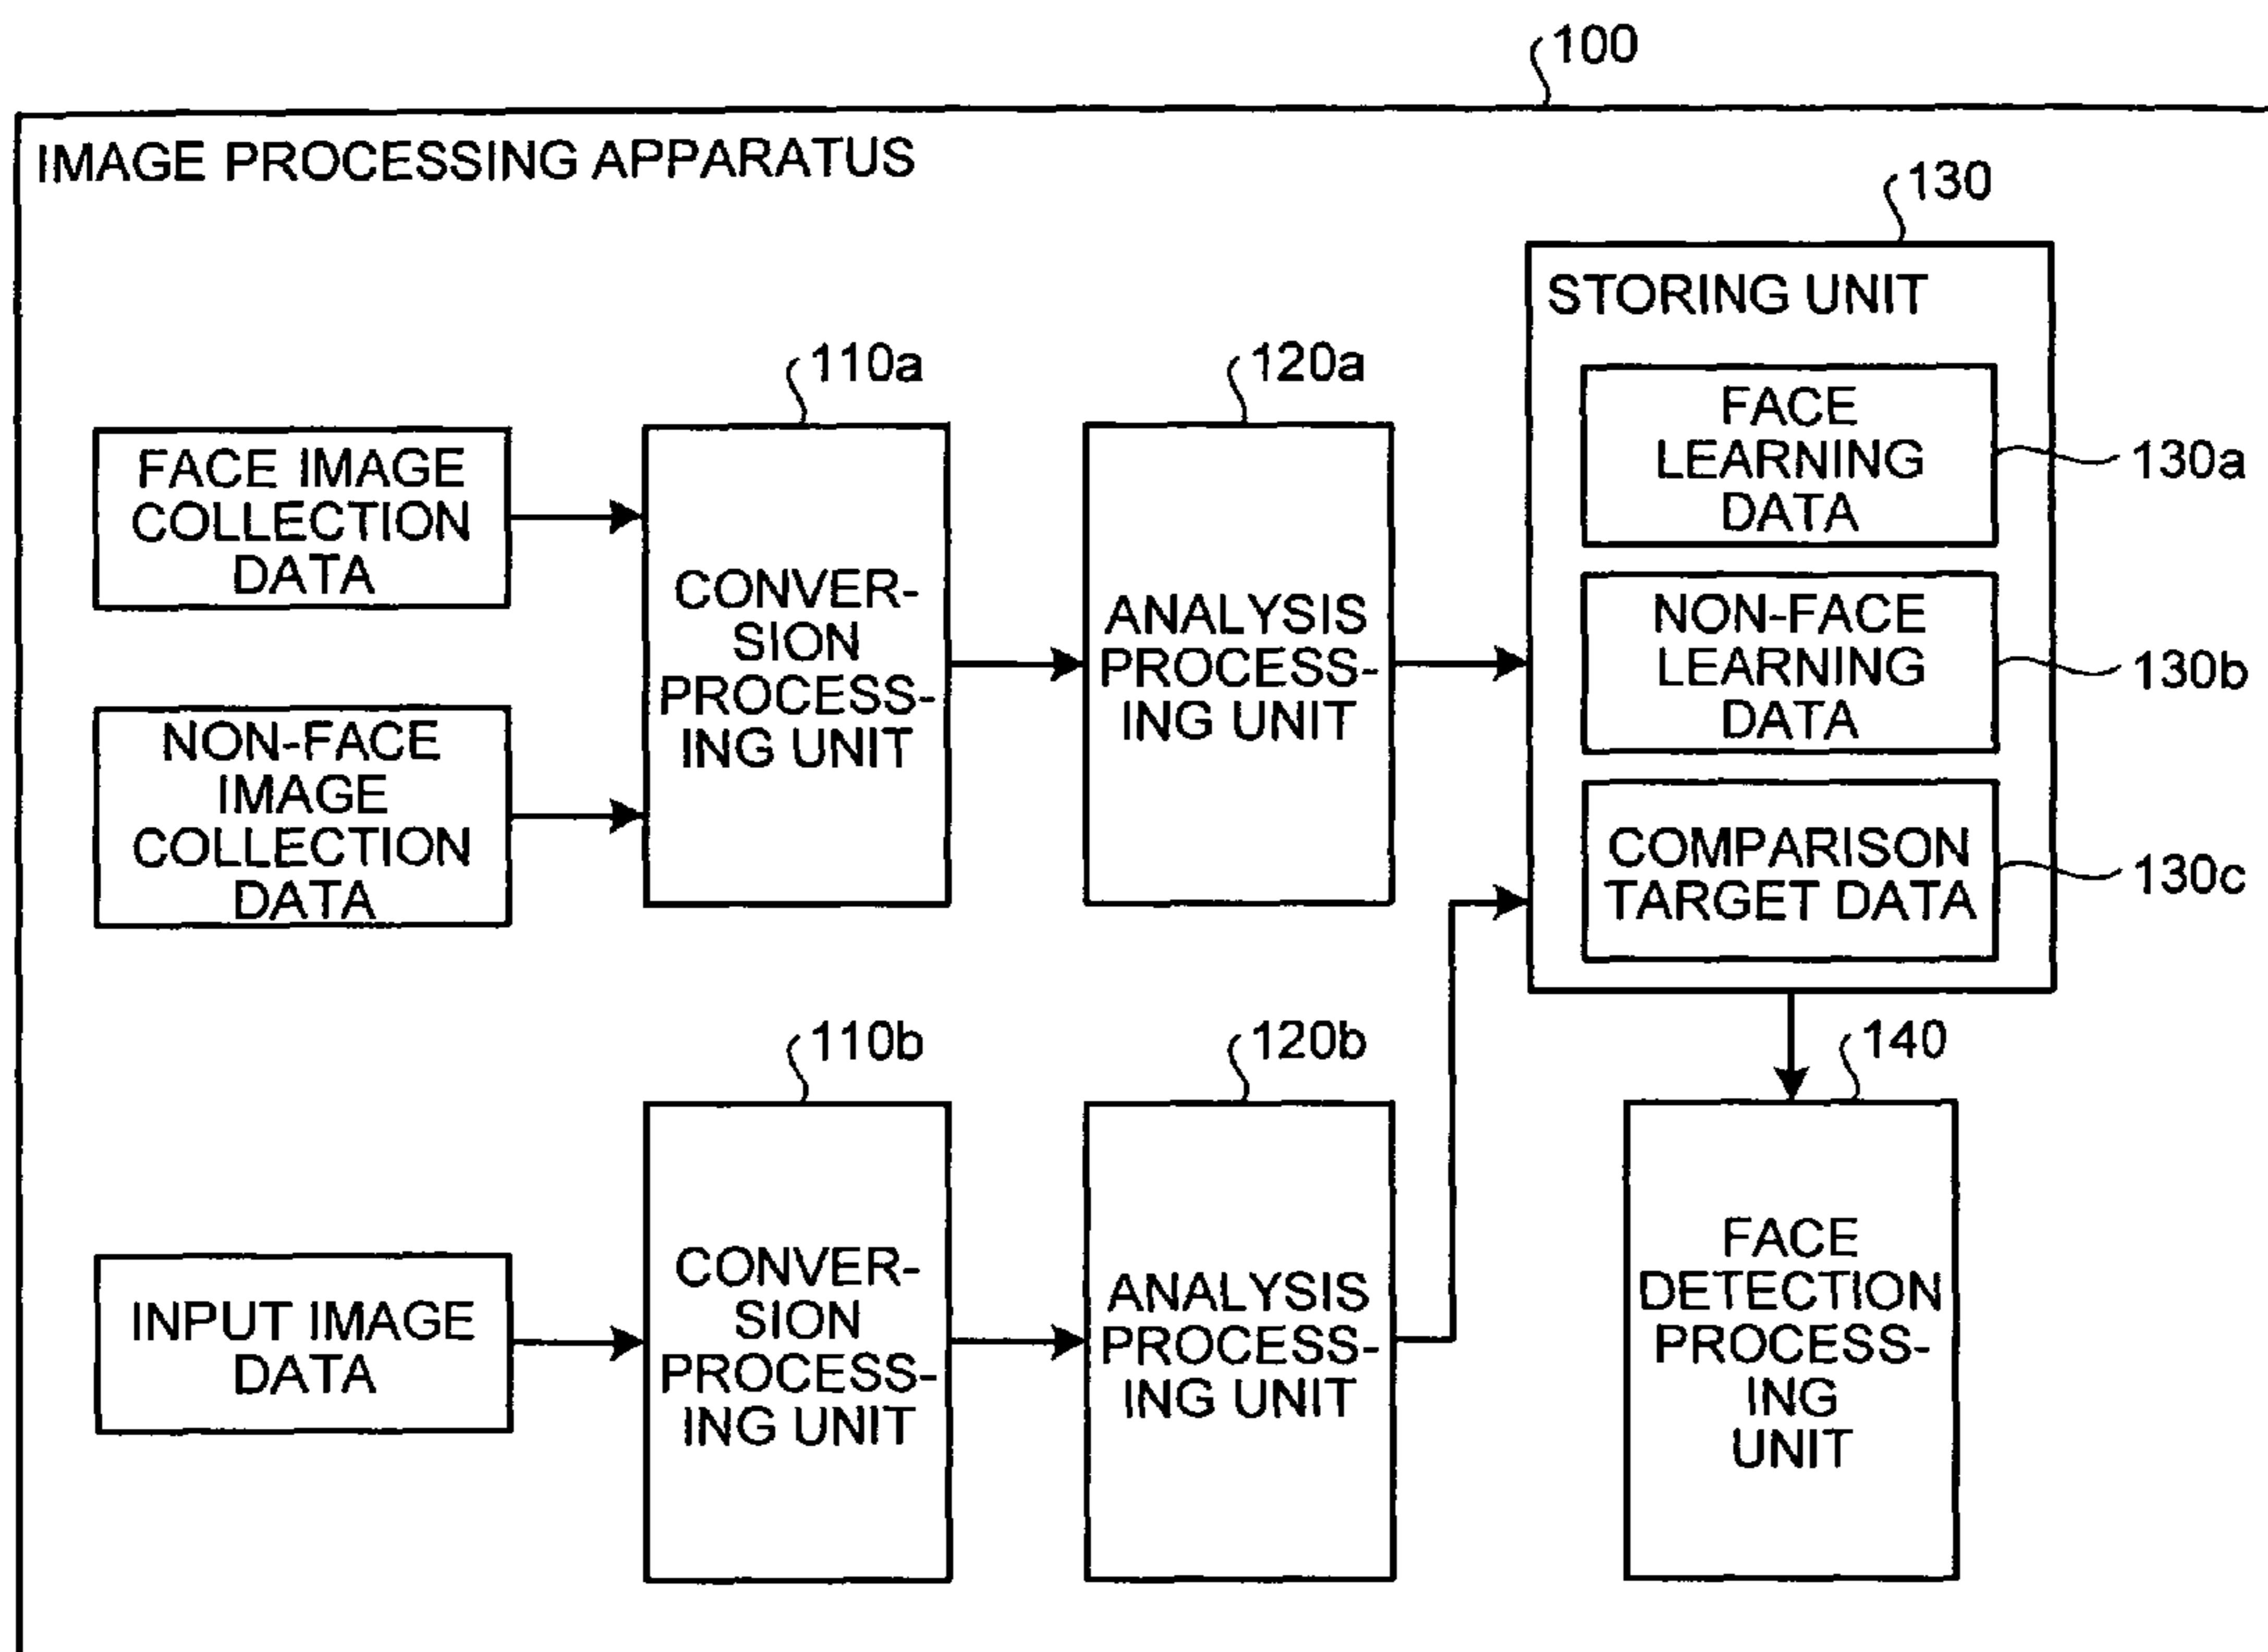 100
IMAGE PROCESSING APPARATUS
130
STORING UNIT
110a
120a
FACE IMAGE
COLLECTION
DATA
NON-FACE
IMAGE
COLLECTION
DATA
CONVER-
SION
PROCESS-
ING UNIT
ANALYSIS
PROCESS-
ING UNIT
FACE
LEARNING
DATA
130a
NON-FACE
LEARNING
DATA
130b
COMPARISON
TARGET DATA
130c
110b
120b
140
INPUT IMAGE
DATA
CONVER-
SION
PROCESS-
ING UNIT
ANALYSIS
PROCESS-
ING UNIT
FACE
DETECTION
PROCESS-
ING
UNIT